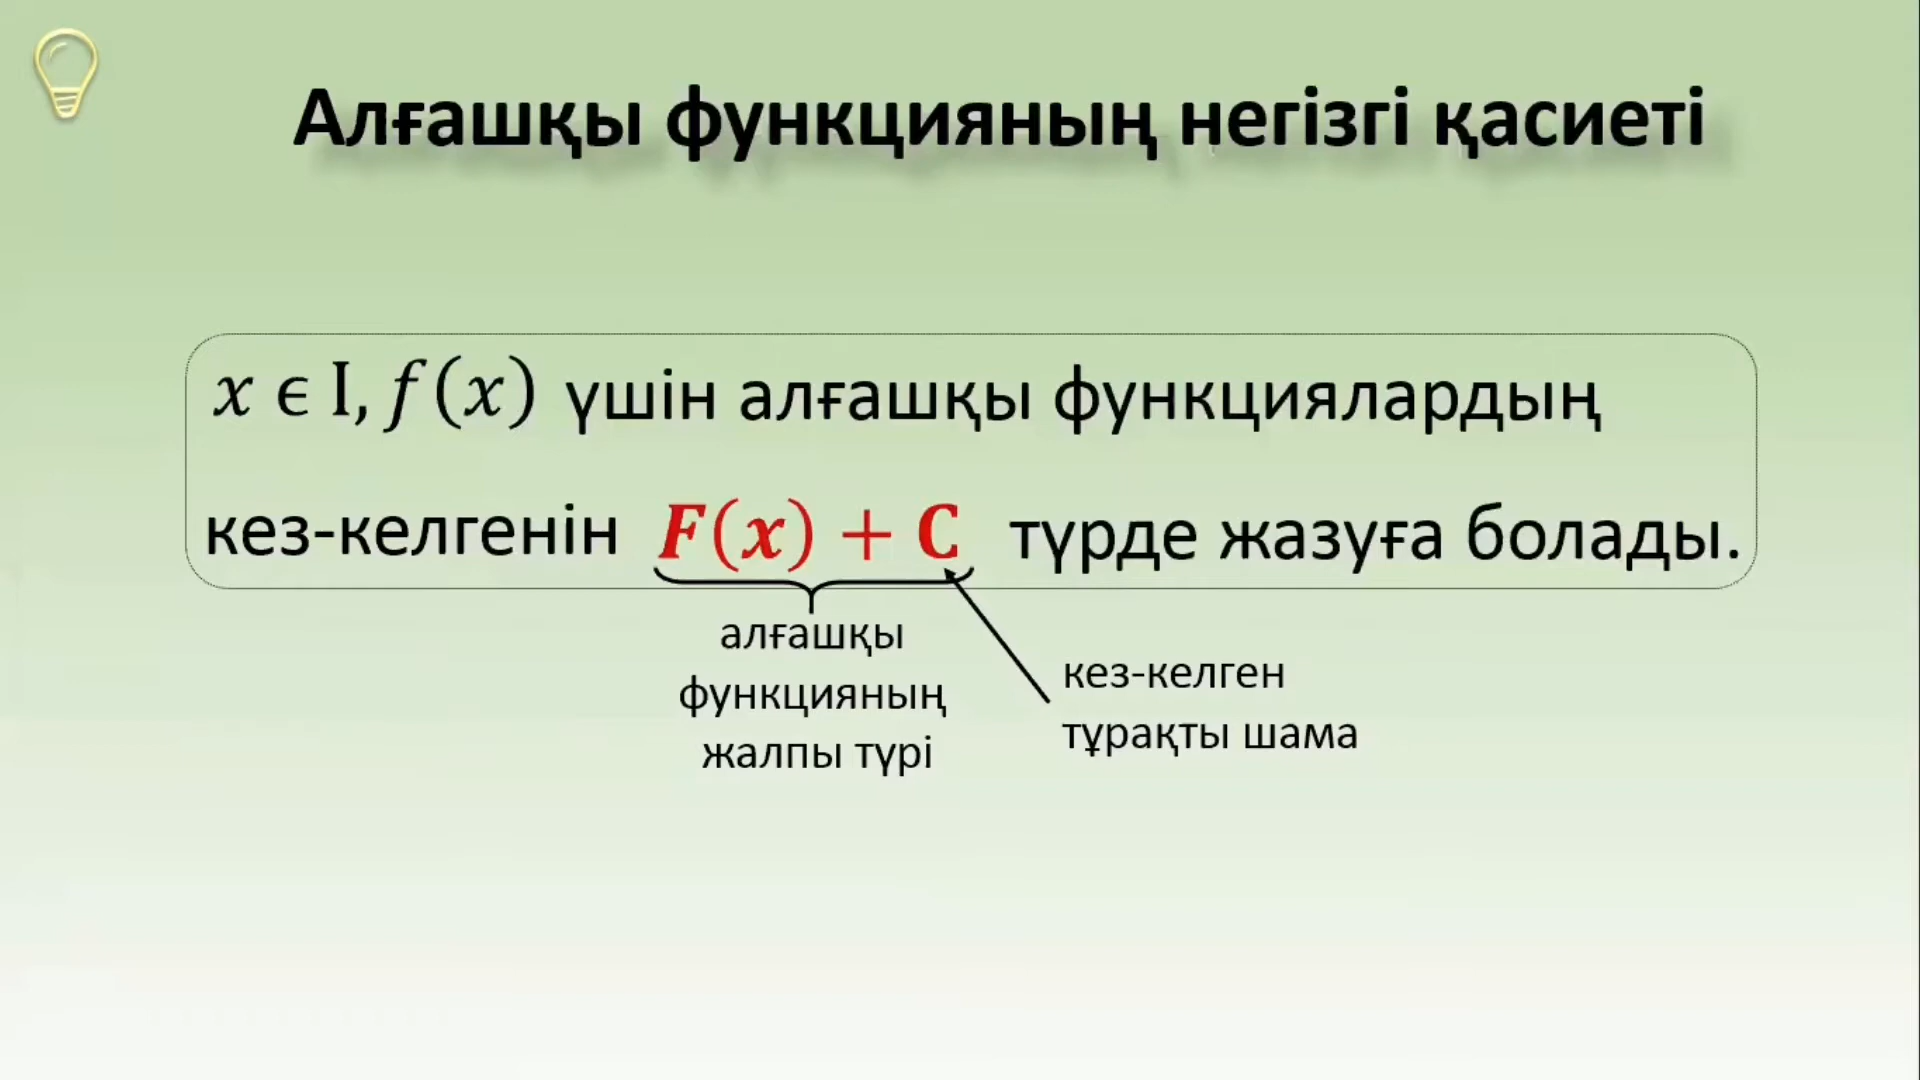 Алғашқы функцияның негізгі қасиеті
x ϵ I, f(x) үшін алғашқы функциялардың
кез-келгенін F(x) + C түрде жазуға болады.
алғашқы
функцияның
жалпы түрі
кез-келген
тұрақты шама